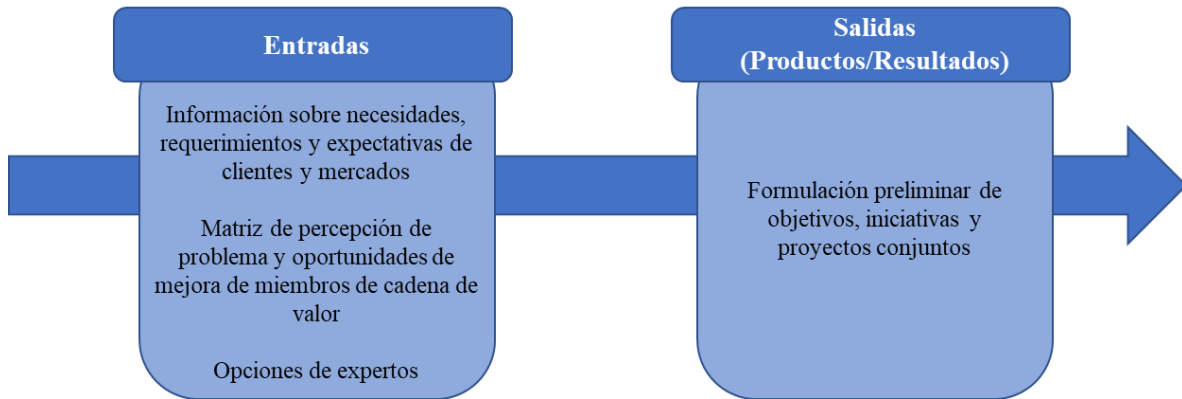 Entradas
Información sobre necesidades,
requerimientos y expectativas de
clientes y mercados
Matriz de percepción de
problema y oportunidades de
mejora de miembros de cadena de
valor
Opciones de expertos
Salidas
(Productos/Resultados)
Formulación preliminar de
objetivos, iniciativas y
proyectos conjuntos